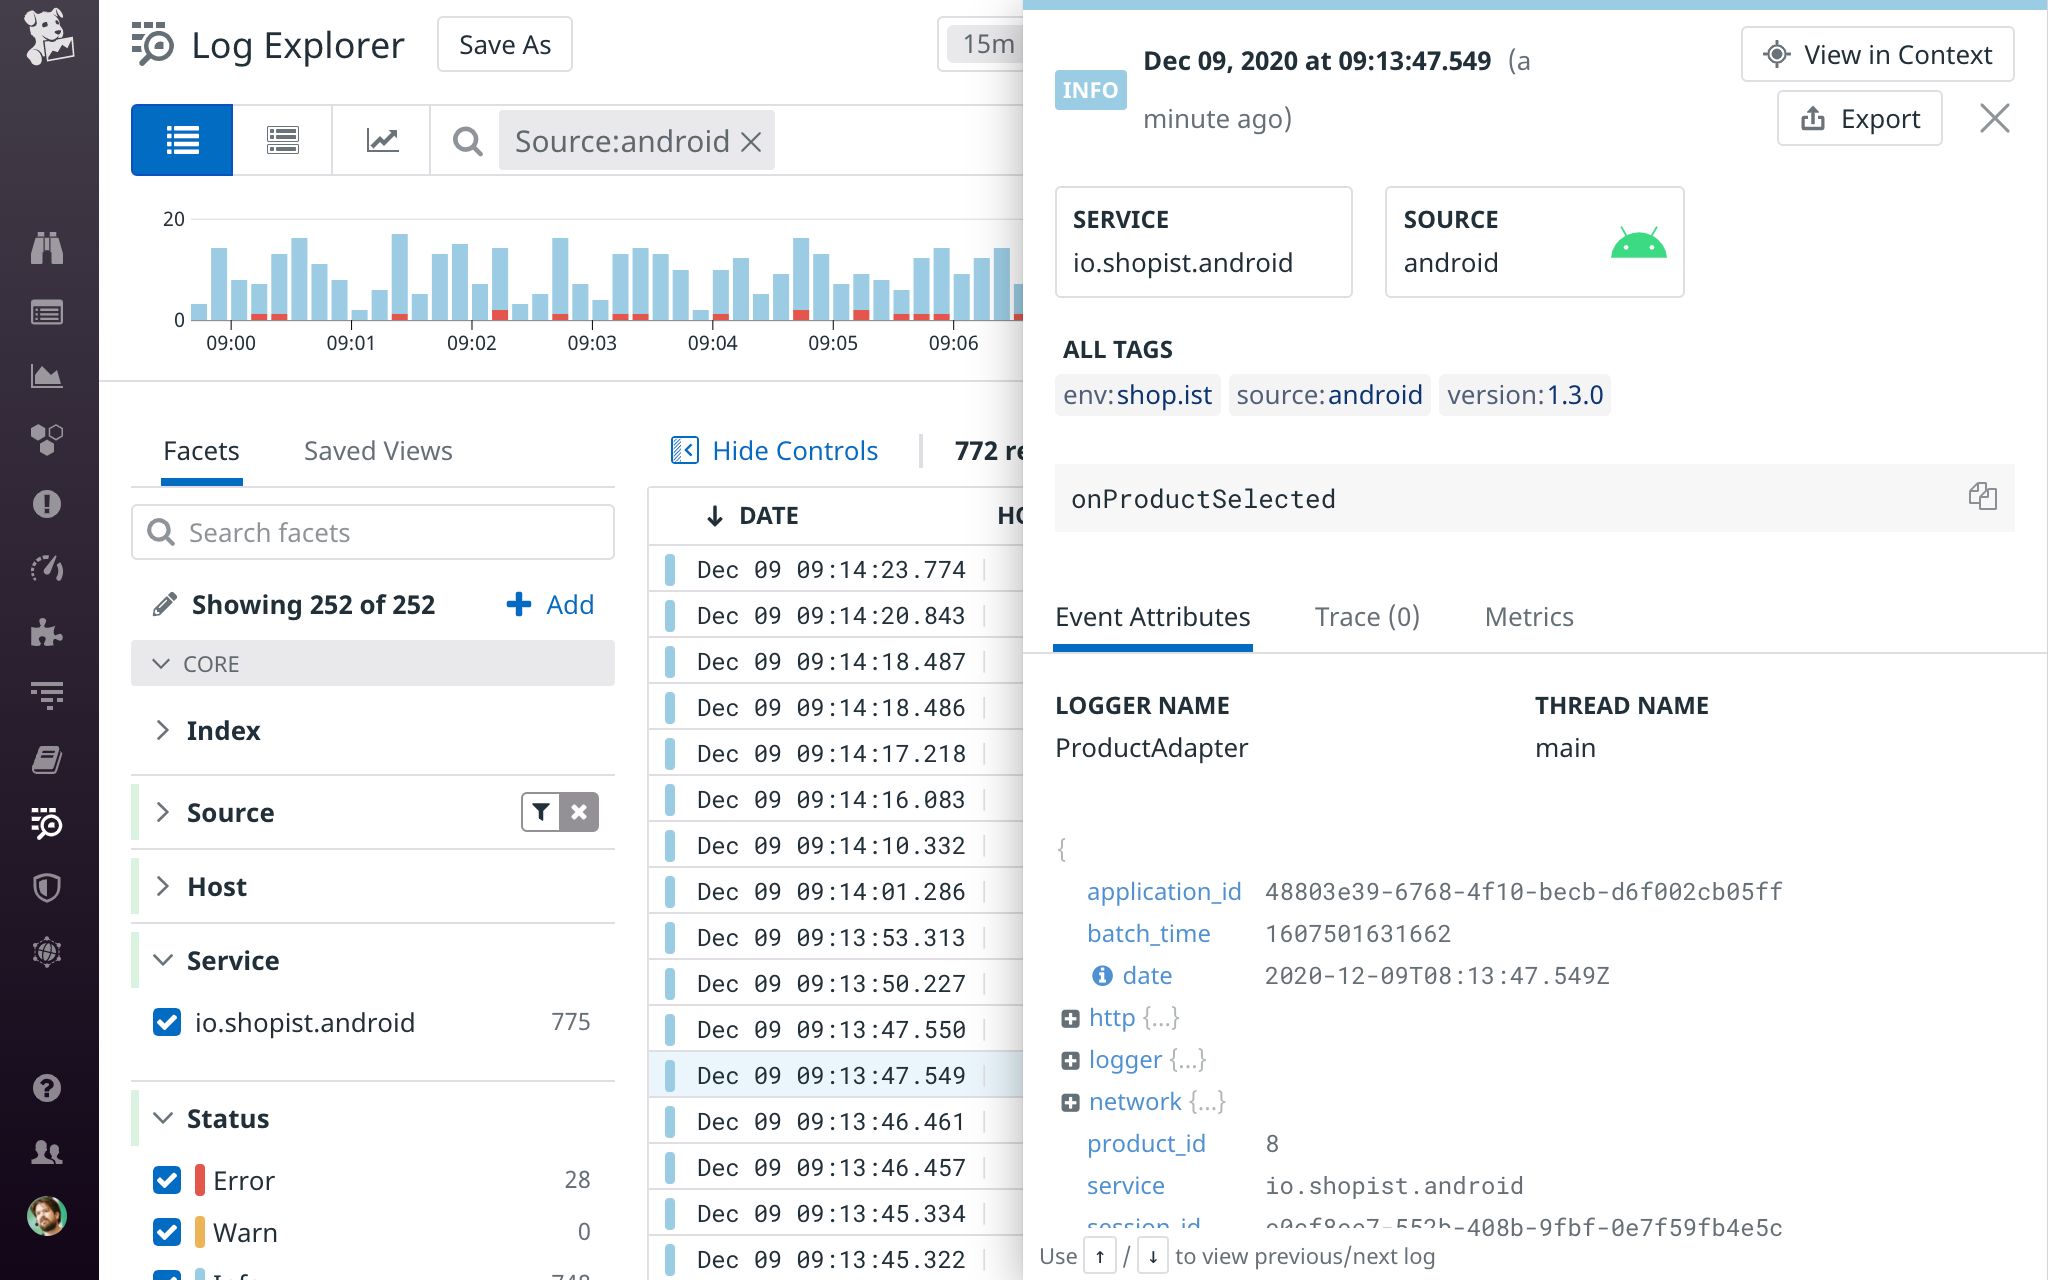 Log Explorer
Save As
15m
Source:android
20
0
09:00 09:01 09:02 09:03 09:04 09:05 09:06
Facets
Saved Views
Hide Controls
772
Search facets
Showing 252 of 252
Add
CORE
Index
Source
Host
Service
io.shopist.android 775
Status
Error 28
Warn 0
DATE
Dec 09 09:14:23.774
Dec 09 09:14:20.843
Dec 09 09:14:18.487
Dec 09 09:14:18.486
Dec 09 09:14:17.218
Dec 09 09:14:16.083
Dec 09 09:14:10.332
Dec 09 09:14:01.286
Dec 09 09:13:53.313
Dec 09 09:13:50.227
Dec 09 09:13:47.550
Dec 09 09:13:47.549
Dec 09 09:13:46.461
Dec 09 09:13:46.457
Dec 09 09:13:45.334
Dec 09 09:13:45.322
INFO
Dec 09, 2020 at 09:13:47.549 (a
minute ago)
View in Context
Export
SERVICE
io.shopist.android
SOURCE
android
ALL TAGS
env:shop.ist source:android version:1.3.0
onProductSelected
Event Attributes
Trace (0)
Metrics
LOGGER NAME
ProductAdapter
THREAD NAME
main
{
application_id 48803e39-6768-4f10-becb-d6f002cb05ff
batch_time 1607501631662
date 2020-12-09T08:13:47.549Z
http {...}
logger {...}
network {...}
product_id 8
service io.shopist.android
session_id
Use ↑ / ↓ to view previous/next log